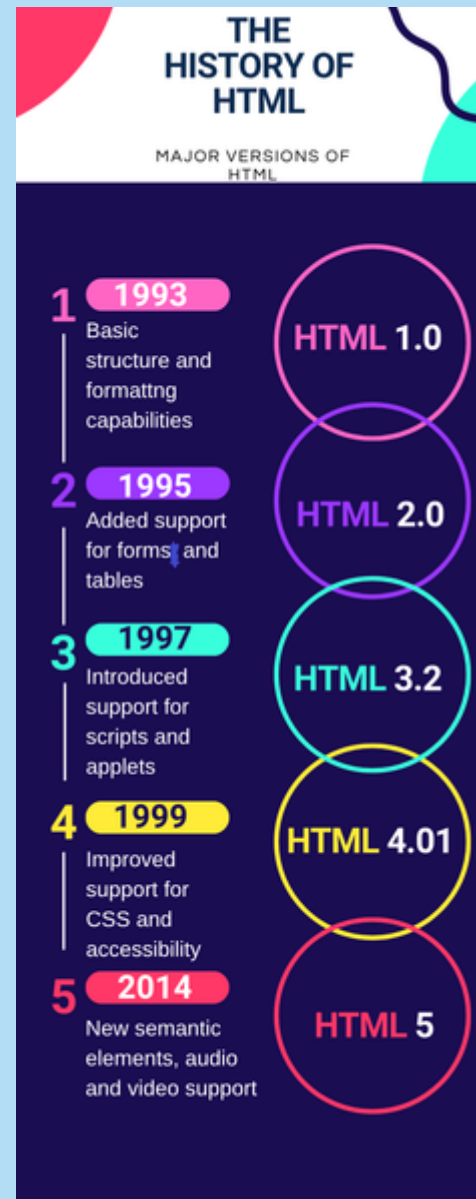 THE
HISTORY OF
HTML
MAJOR VERSIONS OF
HTML
1
1993
Basic
structure and
formattng
capabilities
HTML 1.0
2
1995
Added support
for forms and
tables
HTML 2.0
3
1997
Introduced
support for
scripts and
applets
HTML 3.2
4
1999
Improved
support for
CSS and
accessibility
HTML 4.01
5
2014
New semantic
elements, audio
and video support
HTML 5